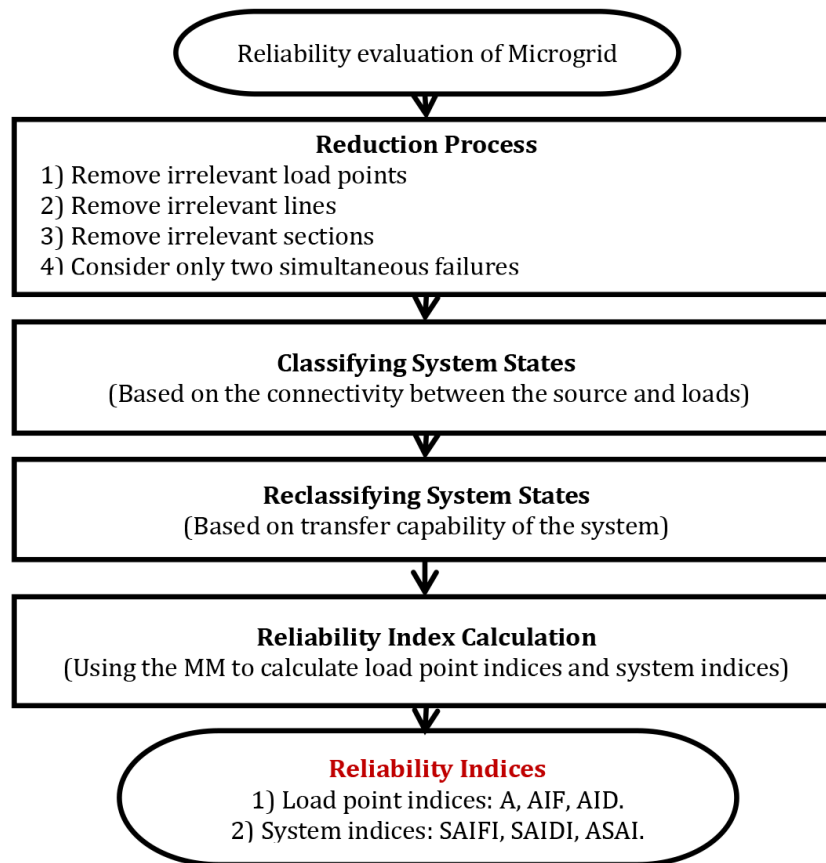 Reliability evaluation of Microgrid
Reduction Process
1) Remove irrelevant load points
2) Remove irrelevant lines
3) Remove irrelevant sections
4) Consider only two simultaneous failures
Classifying System States
(Based on the connectivity between the source and loads)
Reclassifying System States
(Based on transfer capability of the system)
Reliability Index Calculation
(Using the MM to calculate load point indices and system indices)
Reliability Indices
1) Load point indices: A, AIF, AID.
2) System indices: SAIFI, SAIDI, ASAI.